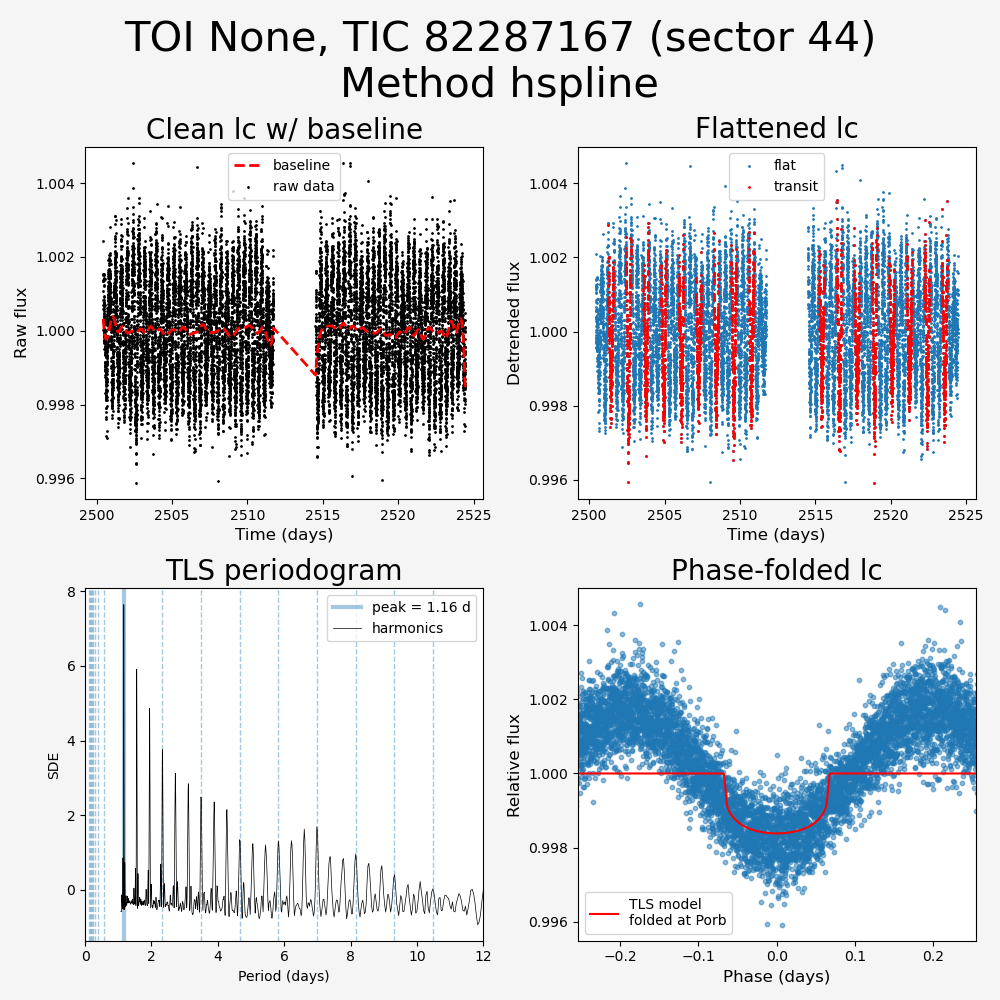 TOI None, TIC 82287167 (sector 44)
Method hspline
Clean lc w/ baseline
baseline
raw data
1.004
1.002
1.000
0.998
0.996
Raw flux
2500
2505
2510
2515
2520
2525
Time (days)
Flattened lc
flat
transit
1.004
1.002
1.000
0.998
0.996
Detrended flux
2500
2505
2510
2515
2520
2525
Time (days)
TLS periodogram
peak = 1.16 d
harmonics
8
6
4
2
0
SDE
0
2
4
6
8
10
12
Period (days)
Phase-folded lc
1.004
1.002
1.000
0.998
0.996
Relative flux
TLS model
folded at Porb
−0.2
−0.1
0.0
0.1
0.2
Phase (days)